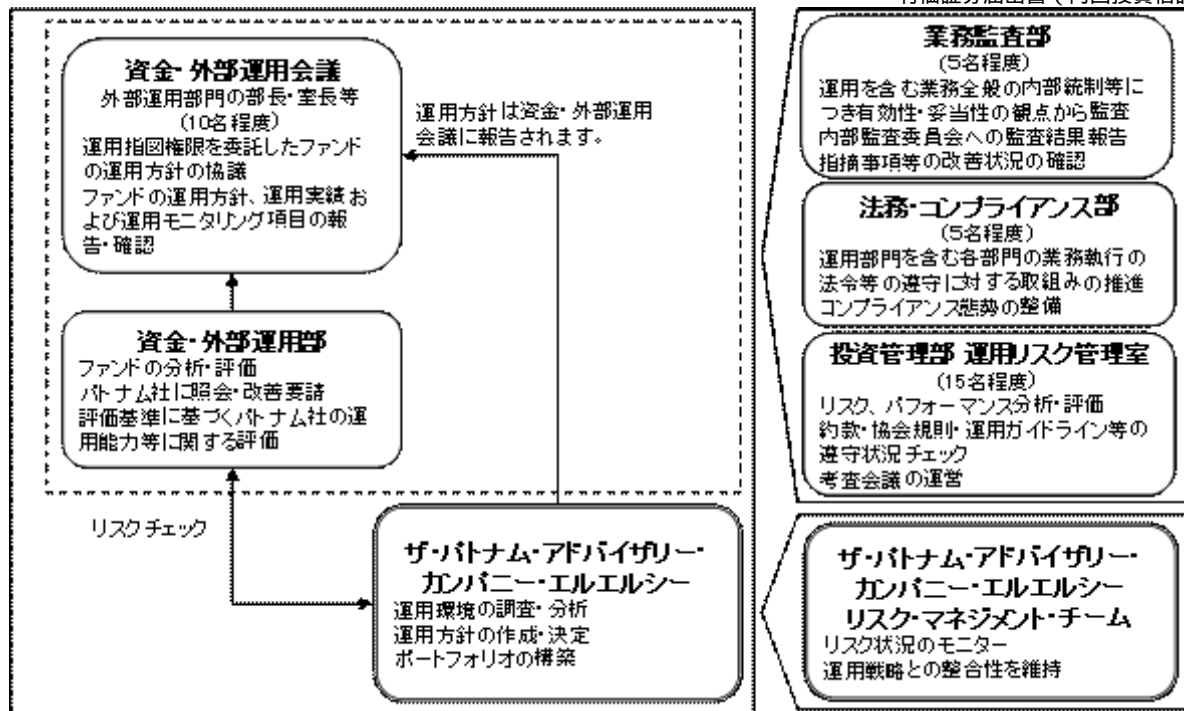 資金・外部運用会議
外部運用部門の部長・室長等
(10名程度)
運用指図権限を委託したファンド
の運用方針の協議
ファンドの運用方針、運用実績お
よび運用モニタリング項目の報
告・確認
運用方針は資金・外部運用
会議に報告されます。
資金・外部運用部
ファンドの分析・評価
パトナム社に照会・改善要請
評価基準に基づくパトナム社の運
用能力等に関する評価
リスクチェック
ザ・パトナム・アドバイザリー・
カンパニー・エルエルシー
運用環境の調査・分析
運用方針の作成・決定
ポートフォリオの構築
業務監査部
(5名程度)
運用を含む業務全般の内部統制等に
つき有効性・妥当性の観点から監査
内部監査委員会への監査結果報告
指摘事項等の改善状況の確認
法務・コンプライアンス部
(5名程度)
運用部門を含む各部門の業務執行の
法令等の遵守に対する取組みの推進
コンプライアンス態勢の整備
投資管理部 運用リスク管理室
(15名程度)
リスク、パフォーマンス分析・評価
約款・協会規則・運用ガイドライン等の
遵守状況チェック
考査会議の運営
ザ・パトナム・アドバイザリー・
カンパニー・エルエルシー
リスク・マネジメント・チーム
リスク状況のモニター
運用戦略との整合性を維持